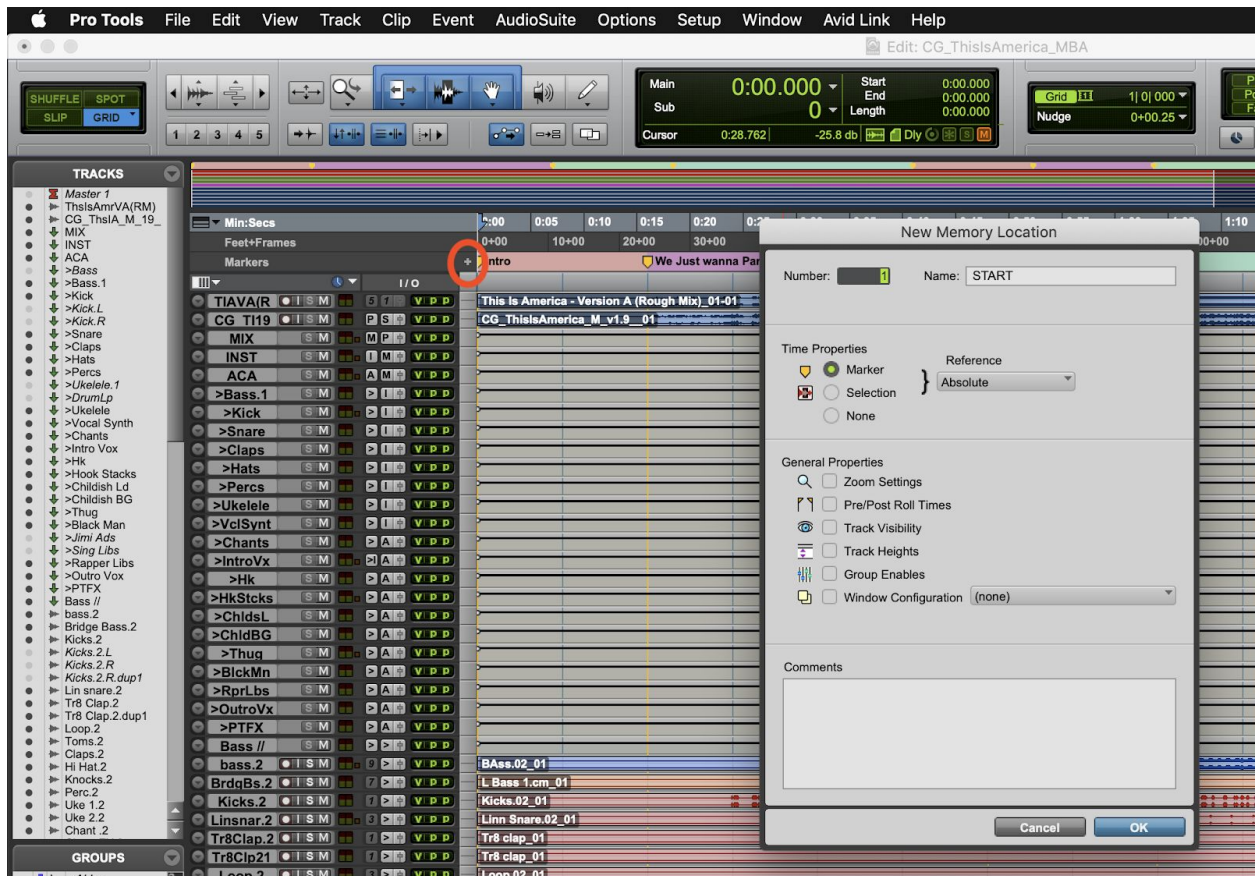 Pro Tools File Edit View Track Clip Event AudioSuite Options Setup Window Avid Link Help
Edit: CG_ThisIsAmerica_MBA
SHUFFLE SPOT
SLIP GRID
1 2 3 4 5
Main 0:00.000
Sub 0
Start 0:00.000
End 0:00.000
Length 0:00.000
Cursor 0:28.762 -25.8 db Dly S M
Grid 1| 0| 000
Nudge 0+00.25
TRACKS
Master 1
ThsIsAmrVA(RM)
CG_ThsIA_M_19_
MIX
INST
ACA
>Bass
>Bass.1
>Kick
>Kick.L
>Kick.R
>Snare
>Claps
>Hats
>Percs
>Ukelele.1
>DrumLp
>Ukelele
>Vocal Synth
>Chants
>Intro Vox
>Hk
>Hook Stacks
>Childish Ld
>Childish BG
>Thug
>Black Man
>Jimi Ads
>Sing Libs
>Rapper Libs
>Outro Vox
>PTFX
Bass //
bass.2
Bridge Bass.2
Kicks.2
Kicks.2.L
Kicks.2.R
Kicks.2.R.dup1
Lin snare.2
Tr8 Clap.2
Tr8 Clap.2.dup1
Loop.2
Toms.2
Claps.2
Hi Hat.2
Knocks.2
Perc.2
Uke 1.2
Uke 2.2
Chant .2
GROUPS
Min:Secs 0:00 0:05 0:10 0:15 0:20 1:10
Feet+Frames 0+00 10+00 20+00 30+00
Markers + Intro We Just wanna Par
I / O
TIAVA(R I S M 5 1 V P P This Is America - Version A (Rough Mix)_01-01
CG_TI19 I S M P S V P P CG_ThisIsAmerica_M_v1.9__01
MIX S M M P V P P
INST S M I M V P P
ACA S M A M V P P
>Bass.1 S M > I V P P
>Kick S M > I V P P
>Snare S M > I V P P
>Claps S M > I V P P
>Hats S M > I V P P
>Percs S M > I V P P
>Ukelele S M > I V P P
>VclSynt S M > I V P P
>Chants S M > A V P P
>IntroVx S M >I A V P P
>Hk S M > A V P P
>HkStcks S M > A V P P
>ChldsL S M > A V P P
>ChldBG S M > A V P P
>Thug S M > A V P P
>BlckMn S M > A V P P
>RprLbs S M > A V P P
>OutroVx S M > A V P P
>PTFX S M > A V P P
Bass // S M > > V P P
bass.2 I S M 9 > V P P BAss.02_01
BrdgBs.2 I S M 7 > V P P L Bass 1.cm_01
Kicks.2 I S M 1 > V P P Kicks.02_01
Linsnar.2 I S M 3 > V P P Linn Snare.02_01
Tr8Clap.2 I S M 1 > V P P Tr8 clap_01
Tr8Clp21 I S M 1 > V P P Tr8 clap_01
Loop.2 I S M V P P Loop.02_01
New Memory Location
Number: 1 Name: START
Time Properties
Reference
Marker
Absolute
Selection
None
General Properties
Zoom Settings
Pre/Post Roll Times
Track Visibility
Track Heights
Group Enables
Window Configuration (none)
Comments
Cancel OK